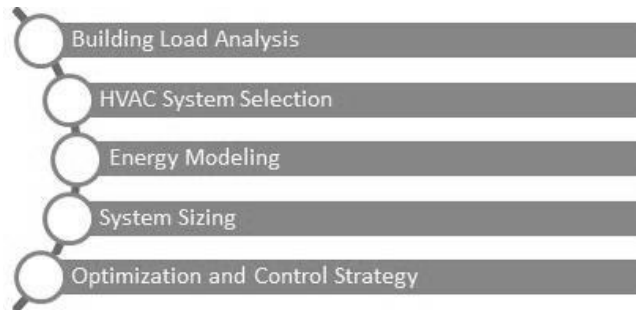 Building Load Analysis
HVAC System Selection
Energy Modeling
System Sizing
Optimization and Control Strategy